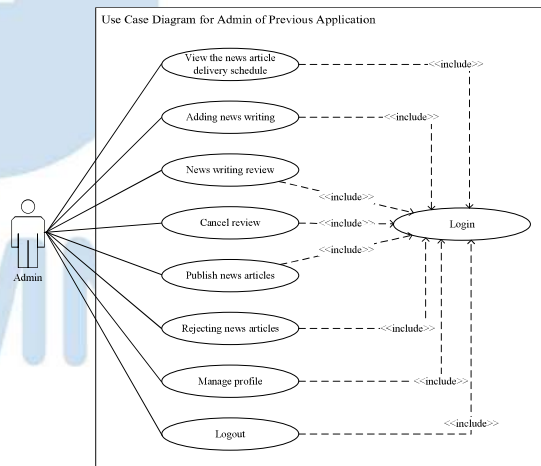 Use Case Diagram for Admin of Previous Application
View the news article
delivery schedule
<<include>>
Adding news writing
<<include>>
News writing review
<<include>>
Cancel review
<<include>>
Login
<<include>>
Publish news articles
Admin
Rejecting news articles
<<include>>
Manage profile
<<include>>
Logout
<<include>>